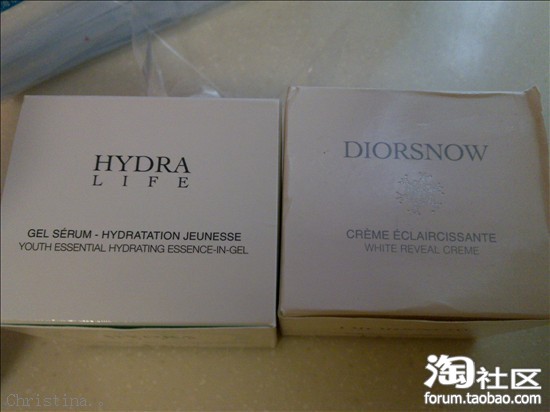 HYDRA
LIFE
GEL SÉRUM - HYDRATATION JEUNESSE
YOUTH ESSENTIAL HYDRATING ESSENCE-IN-GEL
DIORSNOW
CRÈME ÉCLAIRCISSANTE
WHITE REVEAL CREME
Christina.
淘社区
forum.taobao.com